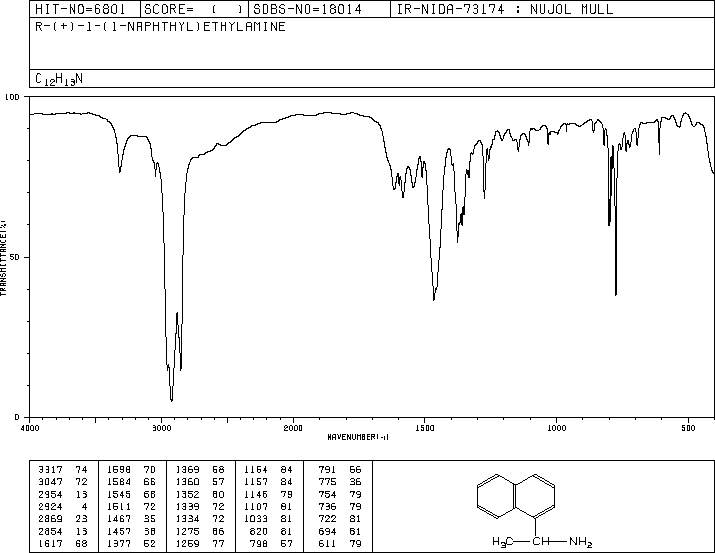 HIT-NO=6801 SCORE= ( ) SDBS-NO=18014 IR-NIDA-73174 : NUJOL MULL
R-(+)-1-(1-NAPHTHYL)ETHYLAMINE
C12H13N
100
50
0
TRANSMITTANCE(%)
4000 3000 2000 1500 1000 500
WAVENUMBER(-1)
3317 74 1598 70 1369 68 1164 84 791 56
3047 72 1584 66 1360 57 1157 84 775 36
2954 13 1545 68 1352 60 1146 79 754 79
2924 4 1511 72 1339 72 1107 81 736 79
2869 23 1467 35 1334 72 1033 81 722 81
2854 13 1457 38 1275 66 820 81 694 81
1617 68 1377 52 1259 77 798 57 611 79
H3C CH NH2